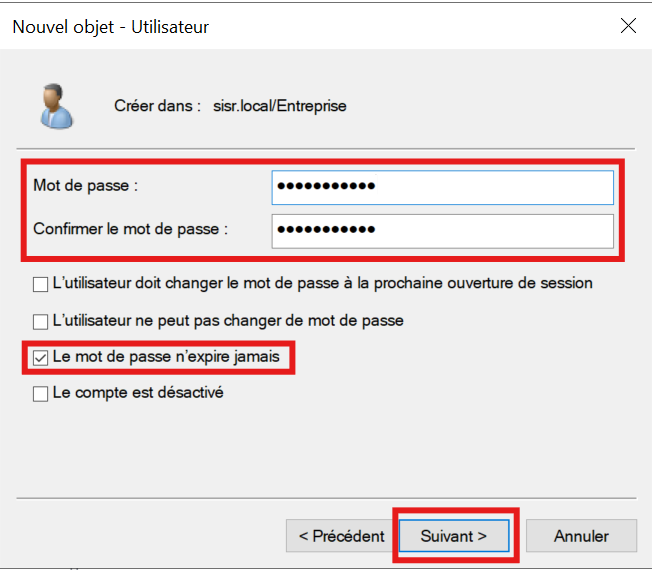 Nouvel objet - Utilisateur
Créer dans : sisr.local/Entreprise
Mot de passe : •••••••••••
Confirmer le mot de passe : •••••••••••
L'utilisateur doit changer le mot de passe à la prochaine ouverture de session
L'utilisateur ne peut pas changer de mot de passe
Le mot de passe n'expire jamais
Le compte est désactivé
< Précédent Suivant > Annuler